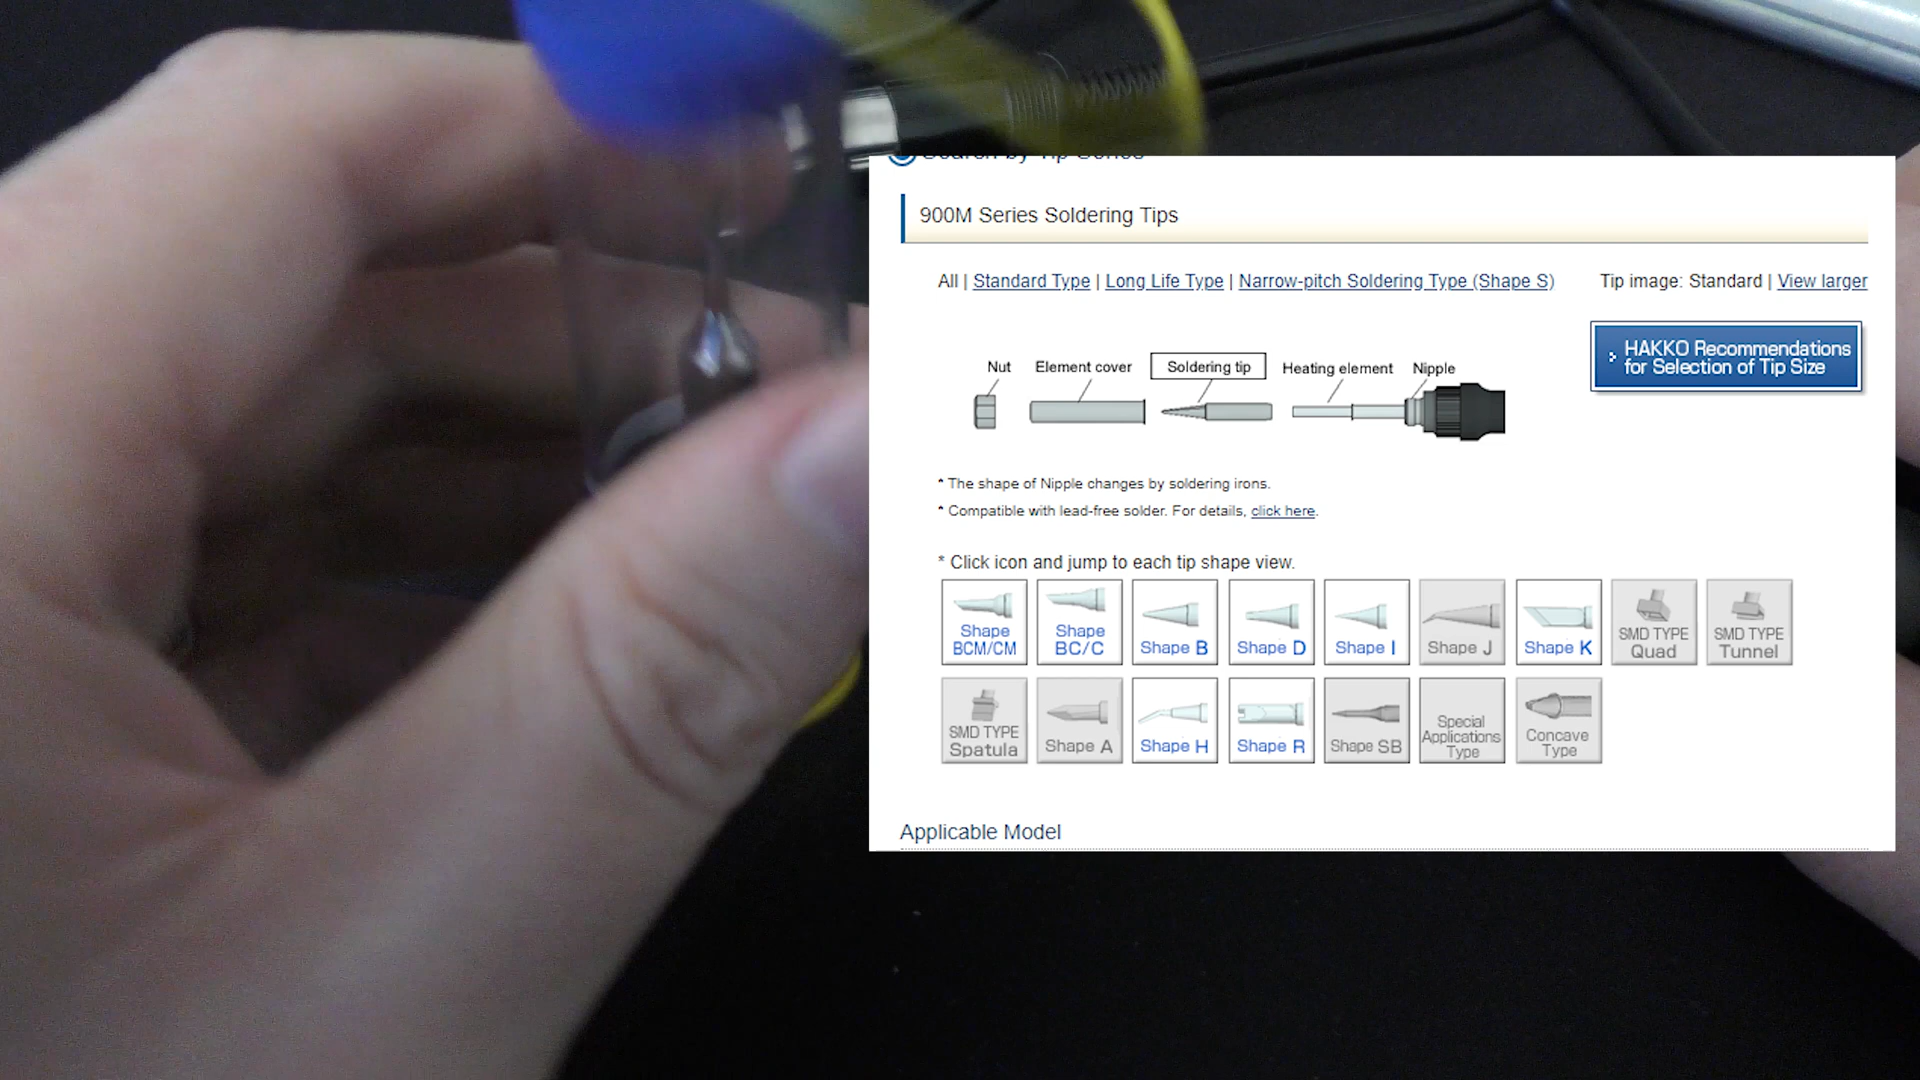 Search by Tip Series
900M Series Soldering Tips
All | Standard Type | Long Life Type | Narrow-pitch Soldering Type (Shape S)
Tip image: Standard | View larger
HAKKO Recommendations
for Selection of Tip Size
Nut
Element cover
Soldering tip
Heating element
Nipple
* The shape of Nipple changes by soldering irons.
* Compatible with lead-free solder. For details, click here.
* Click icon and jump to each tip shape view.
Shape
BCM/CM
Shape
BC/C
Shape B
Shape D
Shape I
Shape J
Shape K
SMD TYPE
Quad
SMD TYPE
Tunnel
SMD TYPE
Spatula
Shape A
Shape H
Shape R
Shape SB
Special
Applications
Type
Concave
Type
Applicable Model